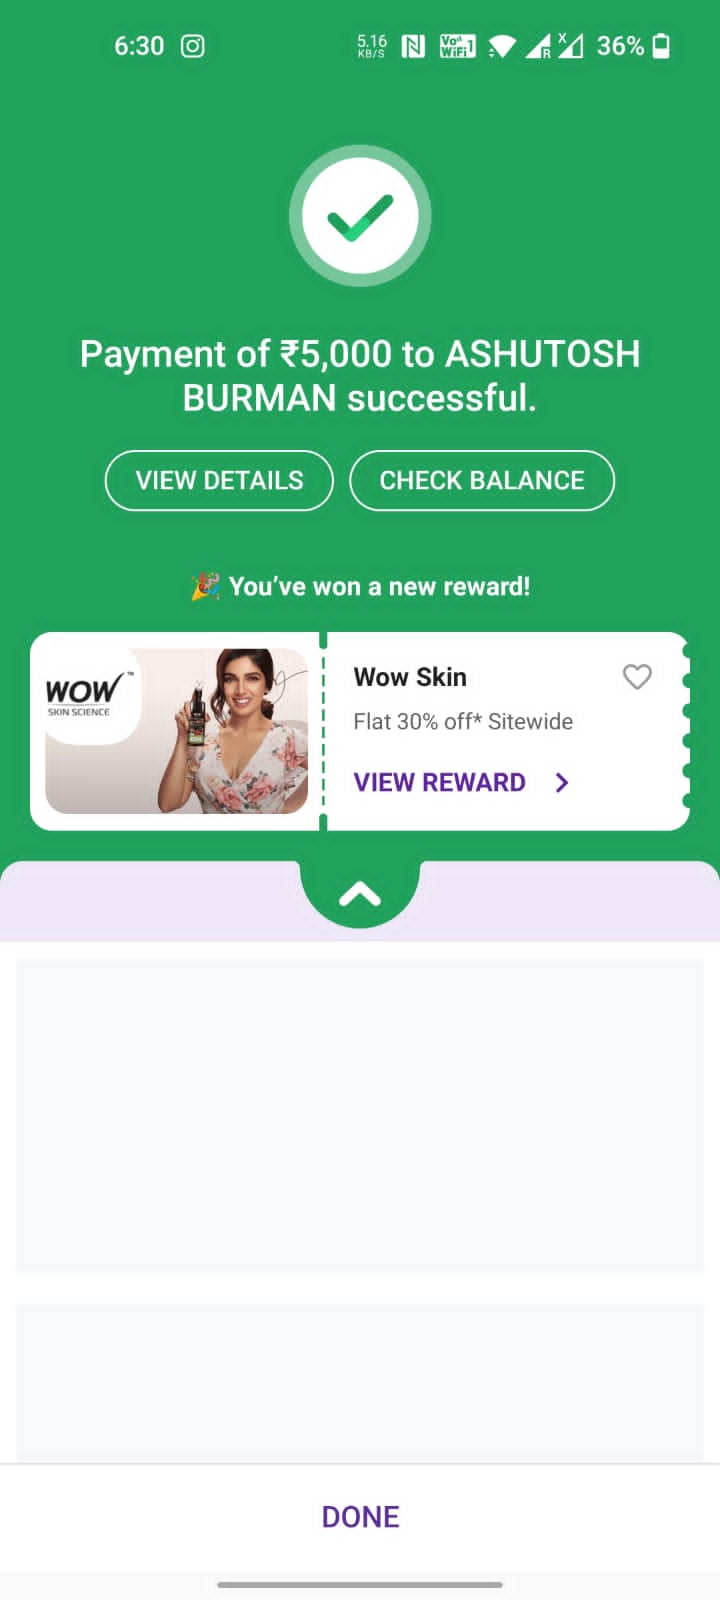 6:30
5.16
KB/S
Vo
WiFi 1
R
X
36%
Payment of ₹5,000 to ASHUTOSH
BURMAN successful.
VIEW DETAILS
CHECK BALANCE
🎉 You've won a new reward!
WOW™
SKIN SCIENCE
Wow Skin
Flat 30% off* Sitewide
VIEW REWARD
DONE